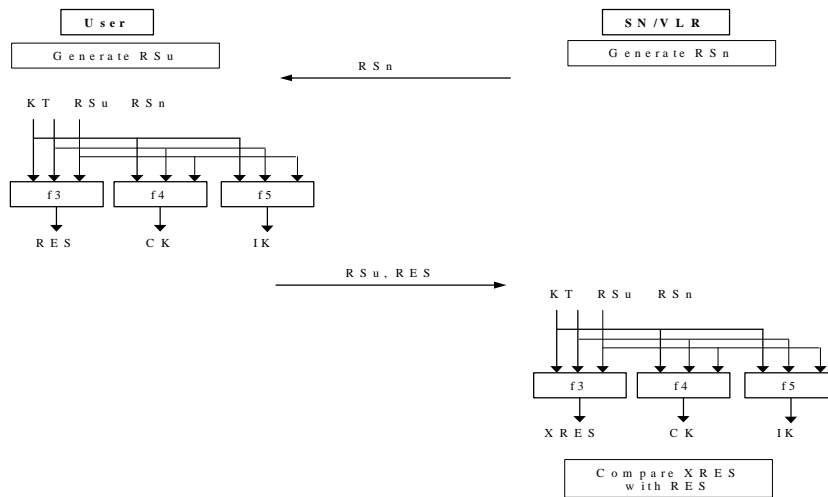 User
SN/VLR
Generate RSu
Generate RSn
RSn
KT RSu RSn
f3 f4 f5
RES CK IK
RSu, RES
KT RSu RSn
f3 f4 f5
XRES CK IK
Compare XRES
with RES